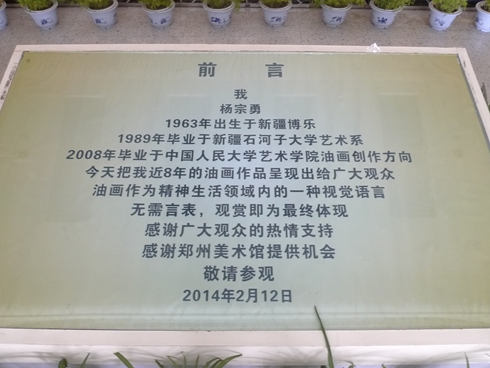 前 言
我
杨宗勇
1963年出生于新疆博乐
1989年毕业于新疆石河子大学艺术系
2008年毕业于中国人民大学艺术学院油画创作方向
今天把我近8年的油画作品呈现出给广大观众
油画作为精神生活领域内的一种视觉语言
无需言表，观赏即为最终体现
感谢广大观众的热情支持
感谢郑州美术馆提供机会
敬请参观
2014年2月12日